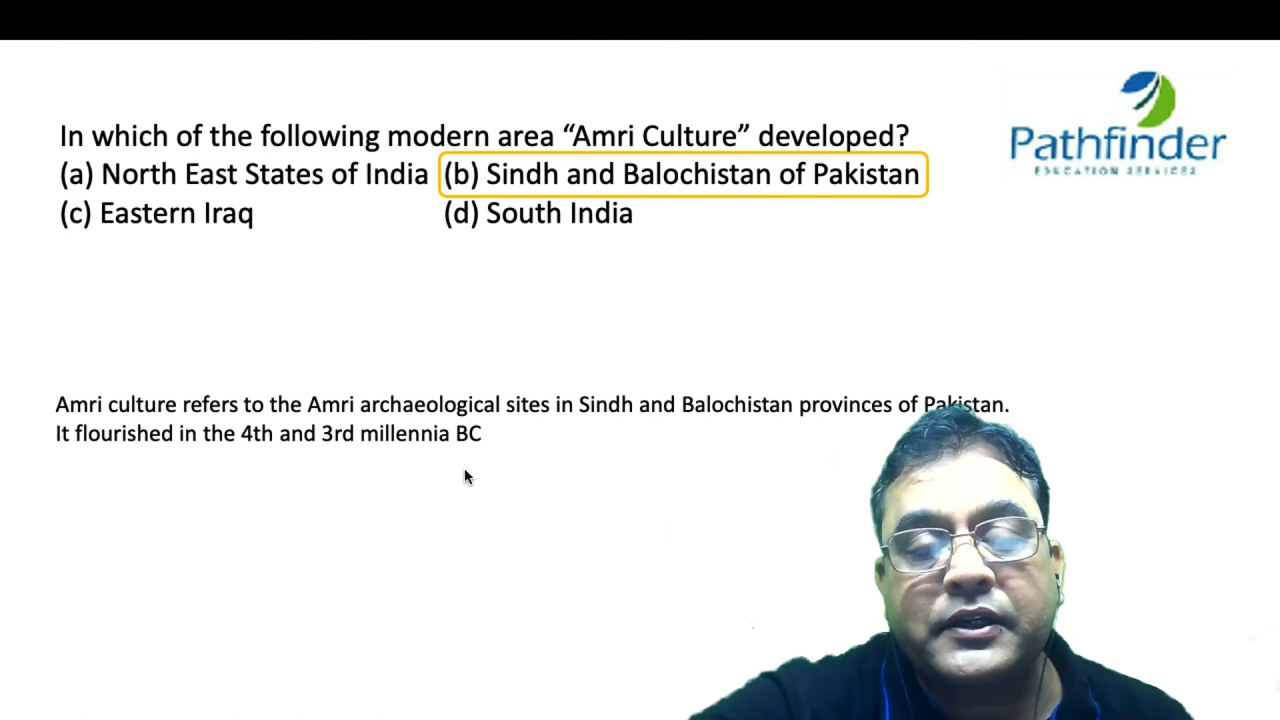 In which of the following modern area “Amri Culture” developed?
(a) North East States of India (b) Sindh and Balochistan of Pakistan
(c) Eastern Iraq (d) South India
Pathfinder
EDUCATION SERVICES
Amri culture refers to the Amri archaeological sites in Sindh and Balochistan provinces of Pakistan.
It flourished in the 4th and 3rd millennia BC